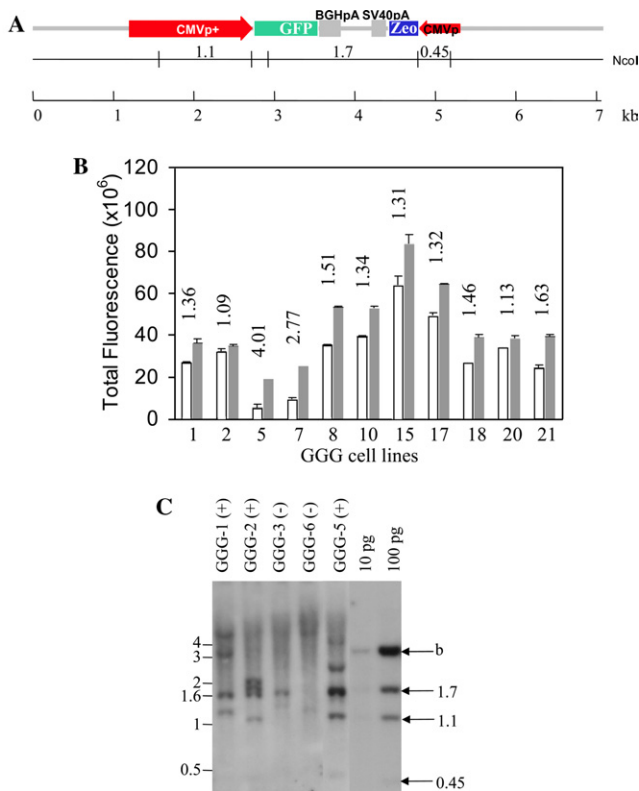 A
BGHpA SV40pA
CMVp+ GFP Zeo CMVp
1.1 1.7 0.45 NcoI
0 1 2 3 4 5 6 7 kb
B
Total Fluorescence (x10⁶)
120
100
80
60
40
20
0
1.36 1.09 4.01 2.77 1.51 1.34 1.31 1.32 1.46 1.13 1.63
1 2 5 7 8 10 15 17 18 20 21
GGG cell lines
C
GGG-1 (+)
GGG-2 (+)
GGG-3 (-)
GGG-6 (-)
GGG-5 (+)
10 pg
100 pg
4
3
2
1.6
1
0.5
b
1.7
1.1
0.45